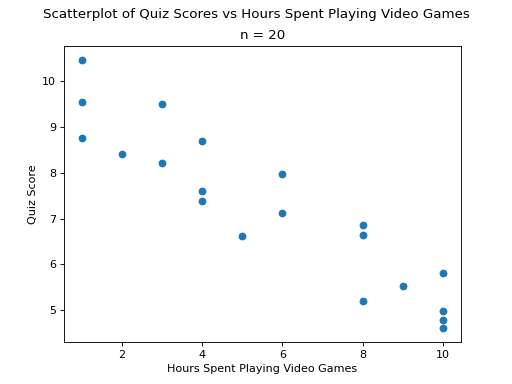 Scatterplot of Quiz Scores vs Hours Spent Playing Video Games
n = 20
10
9
8
7
6
5
Quiz Score
2 4 6 8 10
Hours Spent Playing Video Games